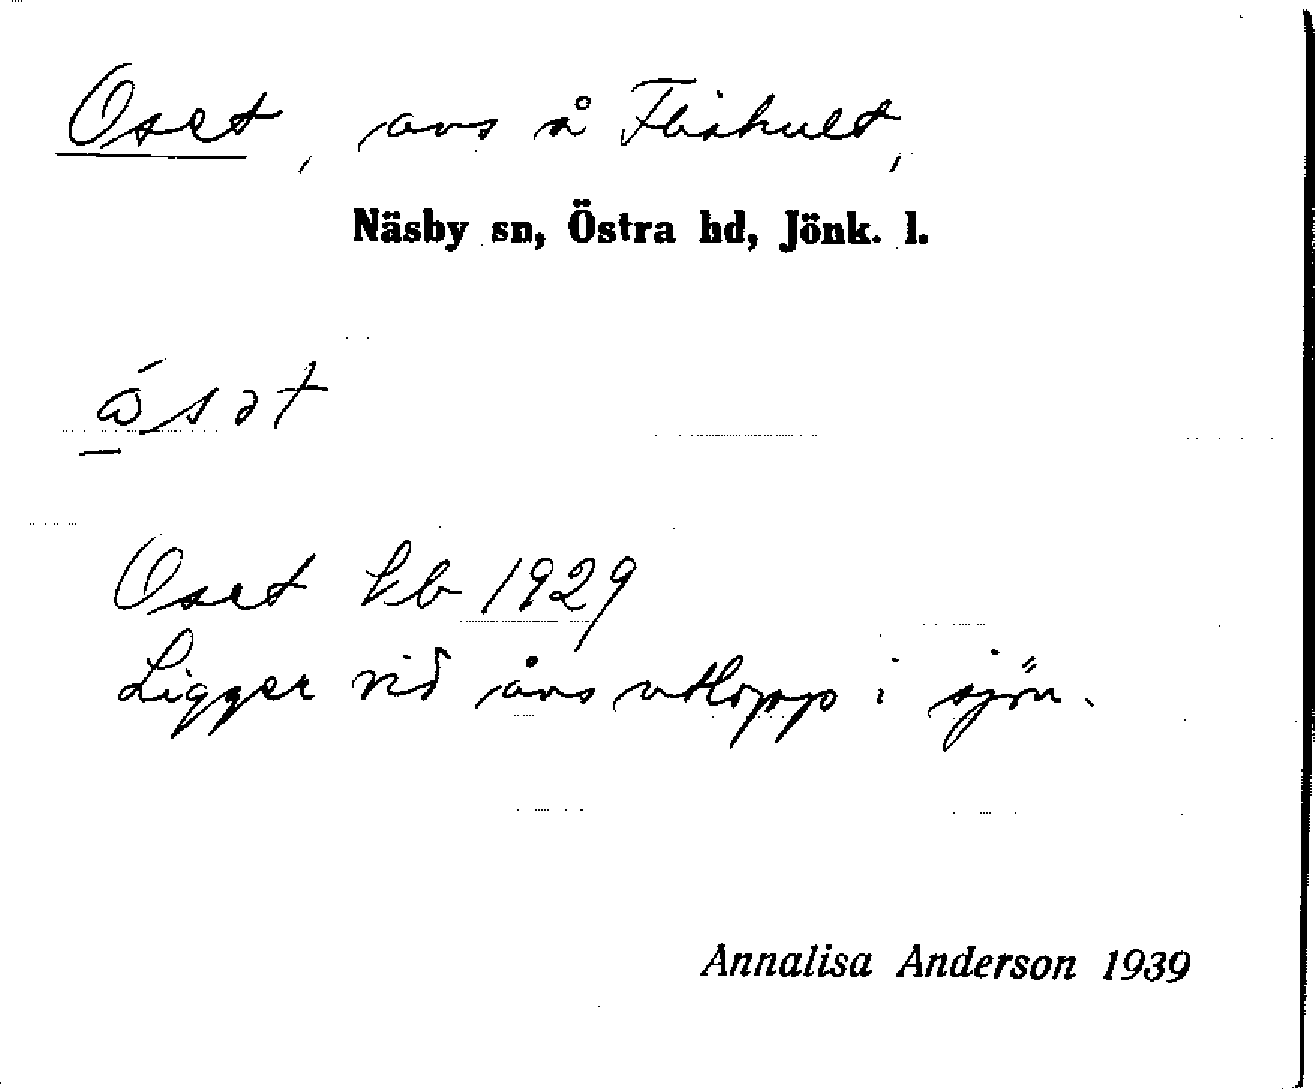 Oset, avs å Flishult,
Näsby sn, Östra hd, Jönk. l.
Oset kb 1929
Ligger vid åns utlopp i sjön.
Annalisa Anderson 1939